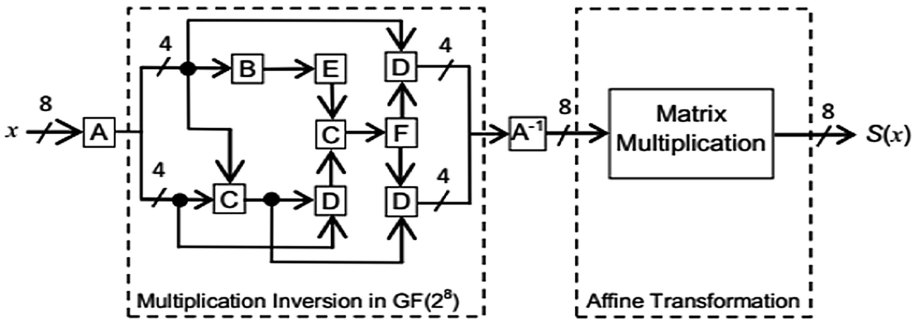 4
4
8
B
E
D
x
A
C
F
A⁻¹
8
Matrix
Multiplication
8
S(x)
4
C
D
D
4
Multiplication Inversion in GF(2⁸)
Affine Transformation